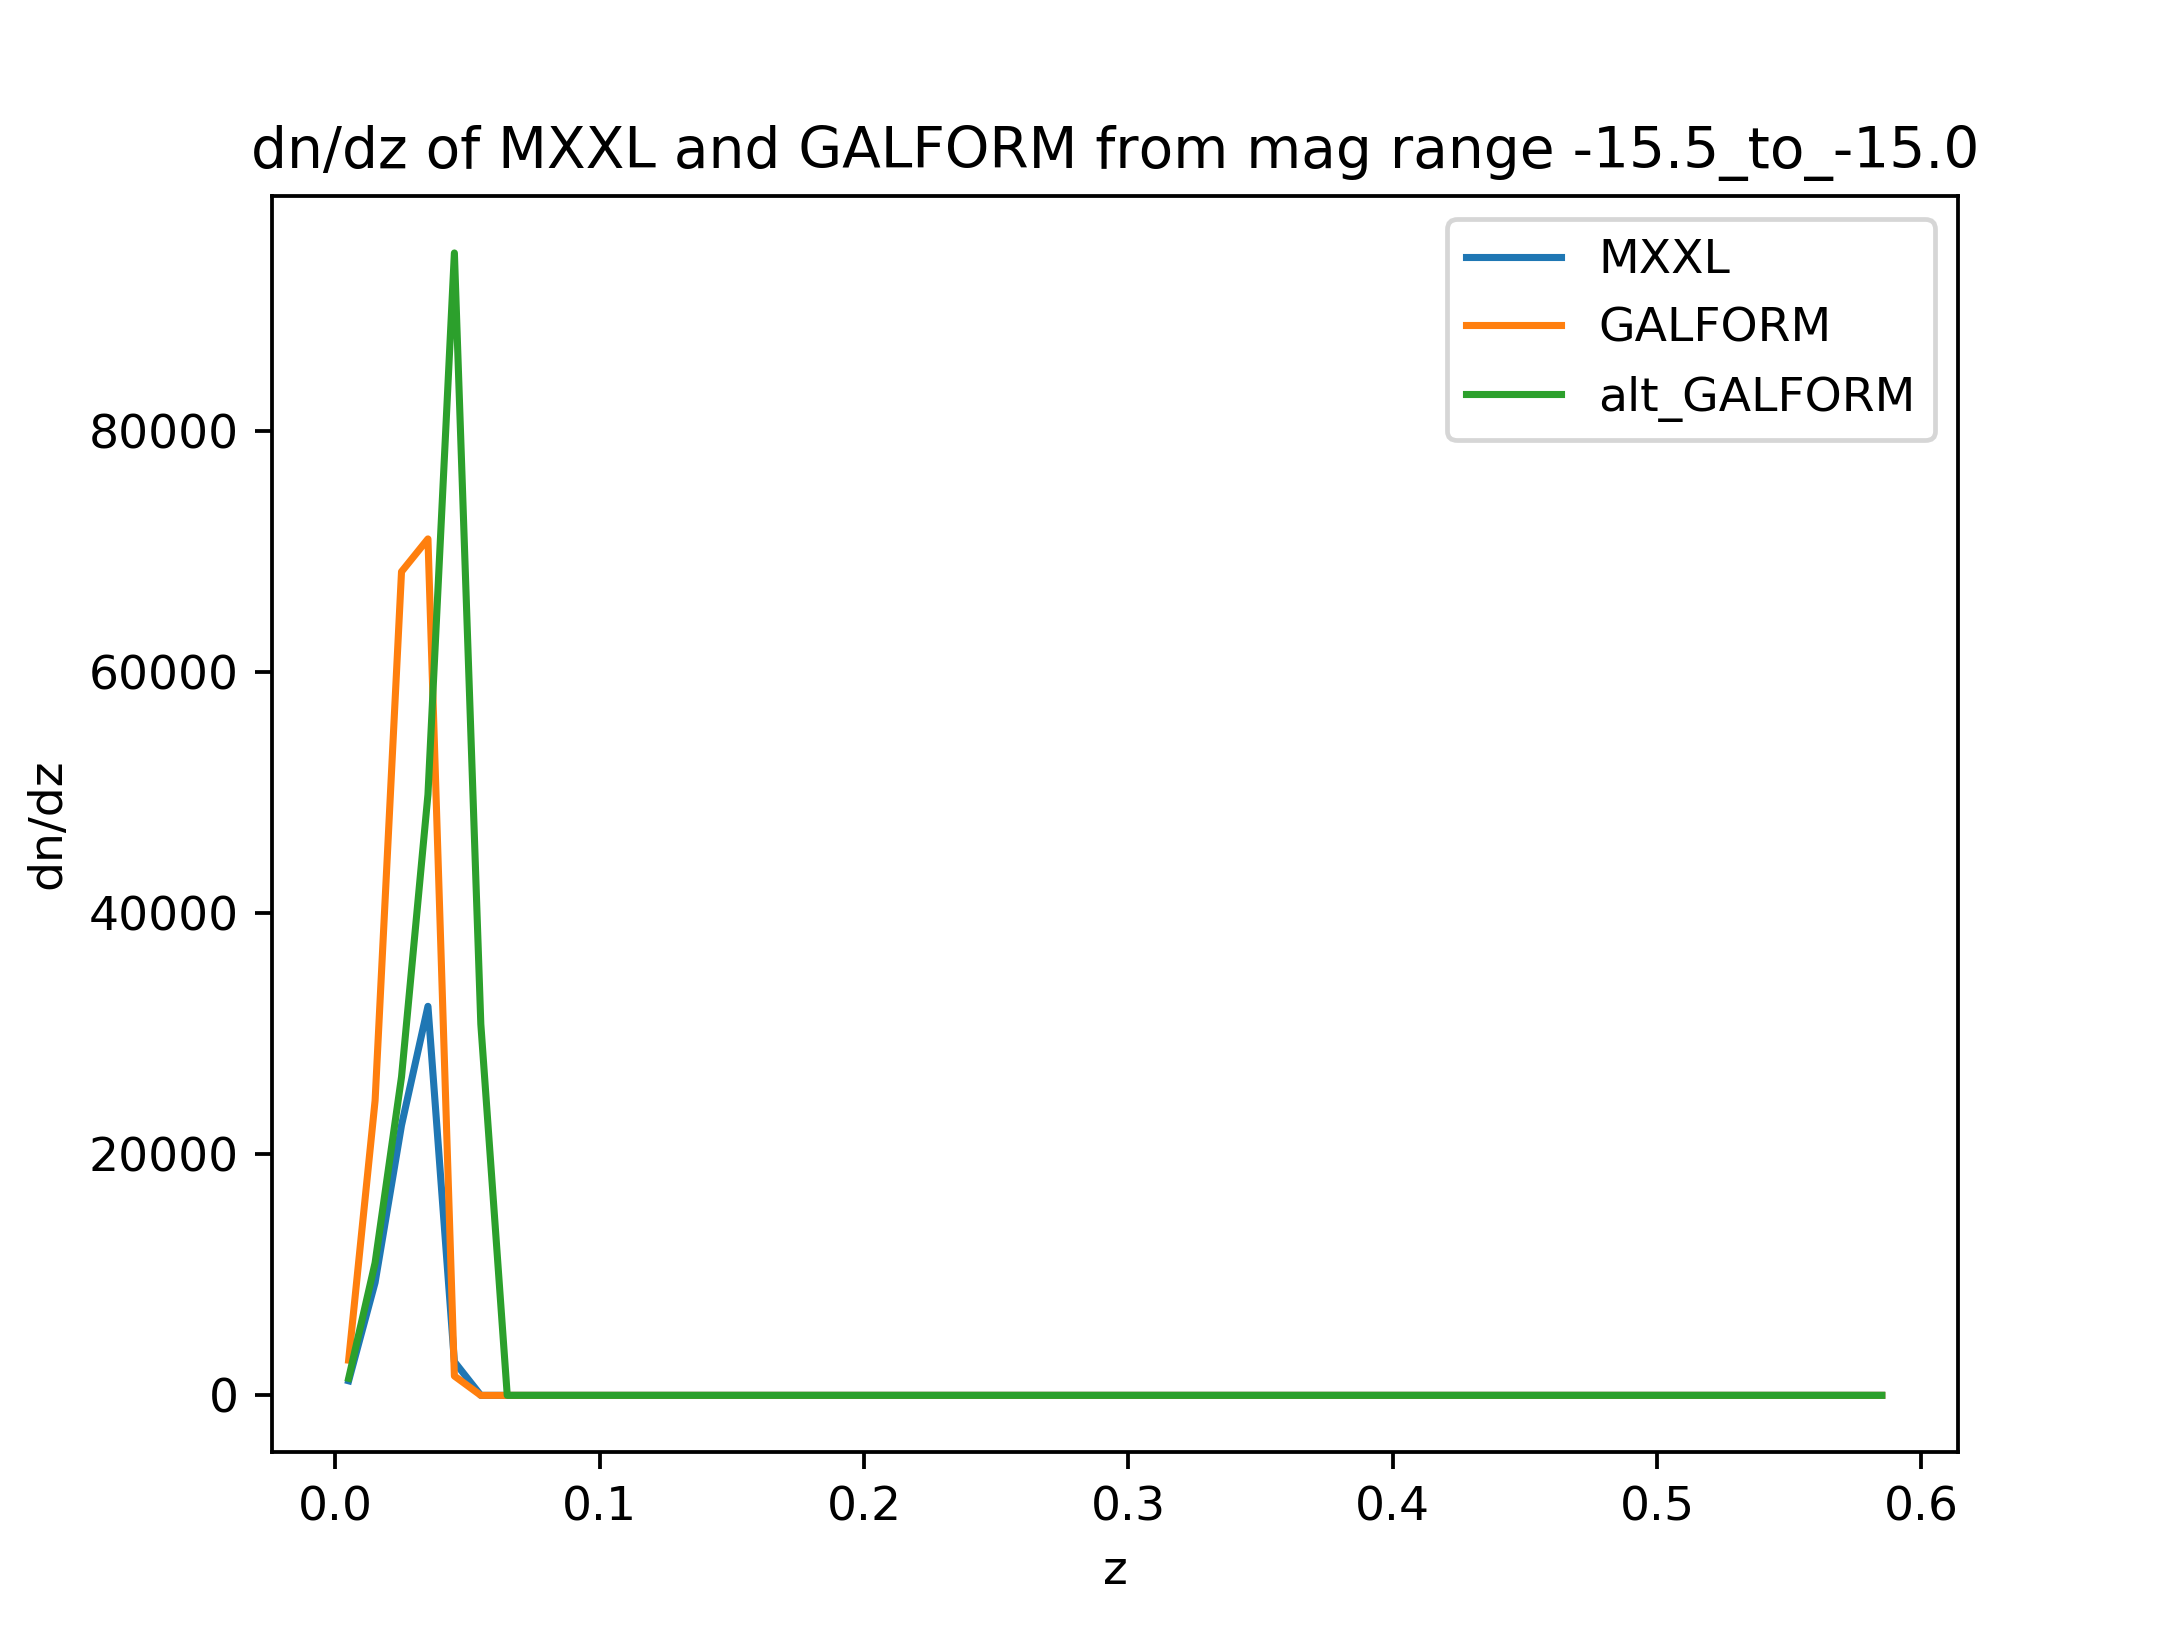 dn/dz of MXXL and GALFORM from mag range -15.5_to_-15.0
MXXL
GALFORM
alt_GALFORM
80000
60000
40000
20000
0
dn/dz
0.0 0.1 0.2 0.3 0.4 0.5 0.6
z